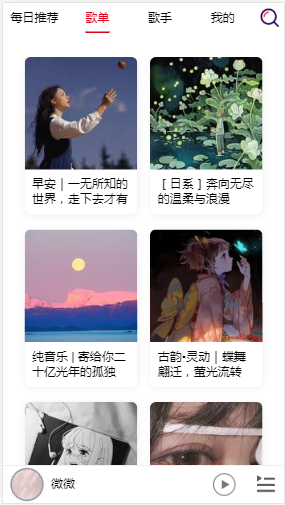 每日推荐 歌单 歌手 我的
早安｜一无所知的
世界，走下去才有
［日系］奔向无尽
的温柔与浪漫
纯音乐 | 寄给你二
十亿光年的孤独
古韵•灵动｜蝶舞
翩迁，萤光流转
微微